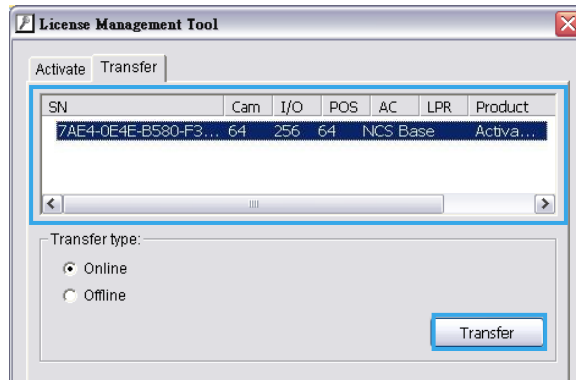 License Management Tool
Activate Transfer
SN Cam I/O POS AC LPR Product
7AE4-0E4E-B580-F3... 64 256 64 NCS Base Activa...
Transfer type:
Online
Offline
Transfer